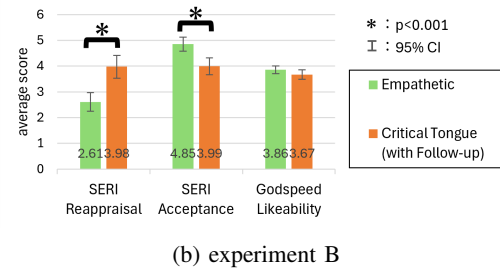 6
5
4
3
2
1
0
average score
*
*
2.61 3.98
4.85 3.99
3.86 3.67
SERI
Reappraisal
SERI
Acceptance
Godspeed
Likeability
* : p<0.001
: 95% CI
Empathetic
Critical Tongue
(with Follow-up)
(b) experiment B